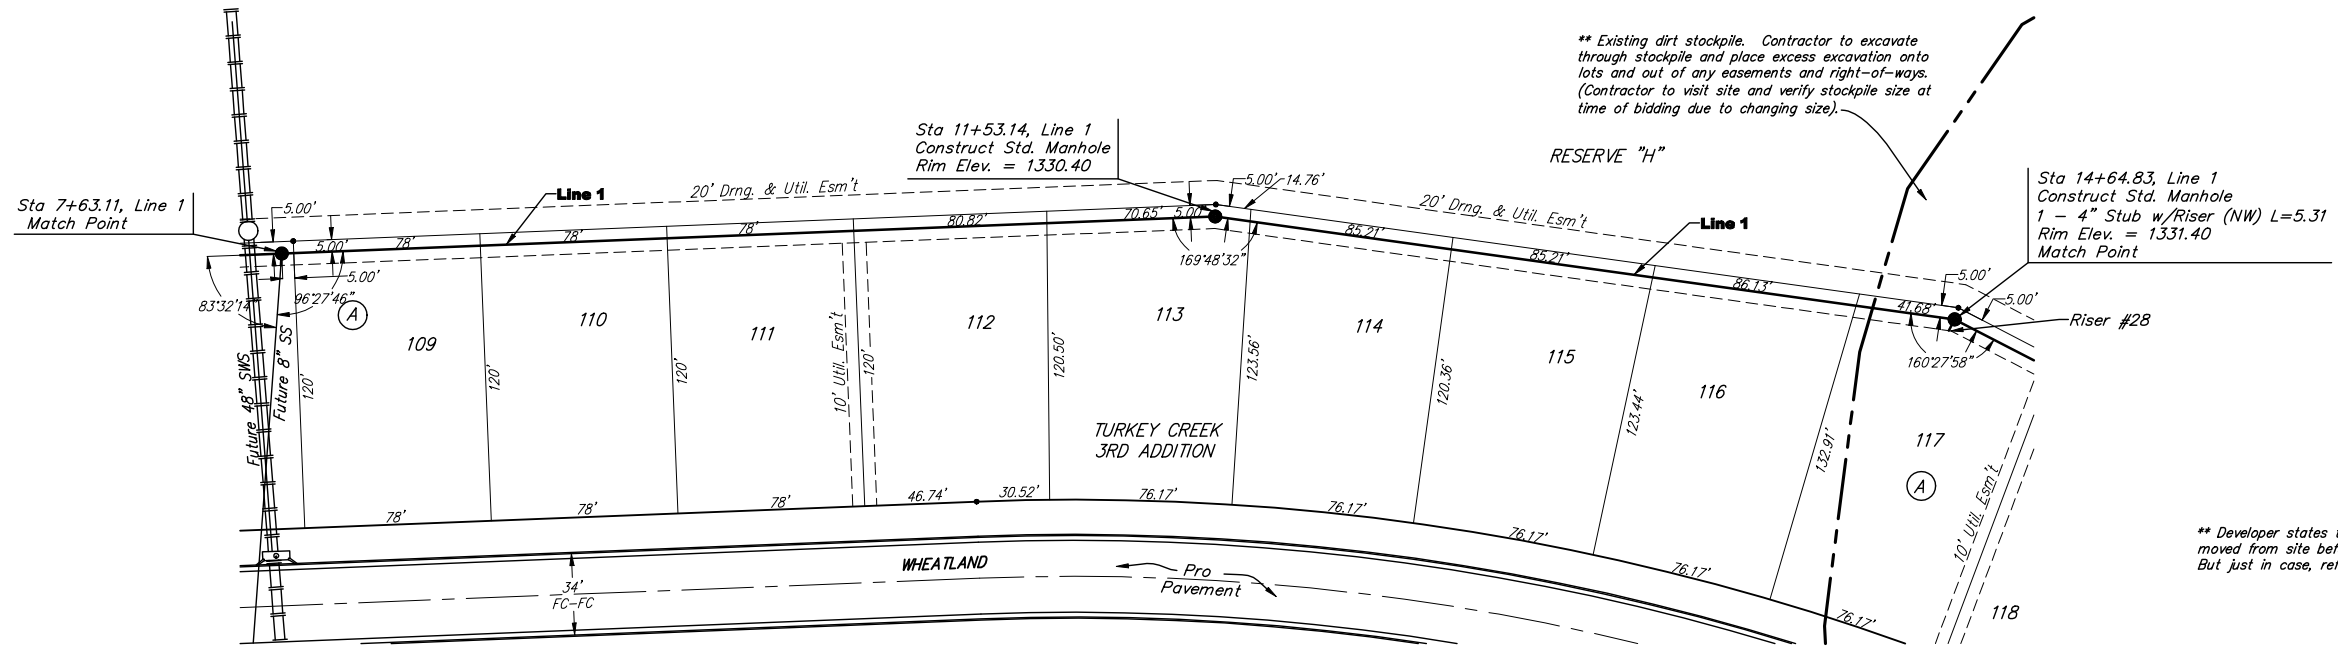 ** Existing dirt stockpile. Contractor to excavate
through stockpile and place excess excavation onto
lots and out of any easements and right-of-ways.
(Contractor to visit site and verify stockpile size at
time of bidding due to changing size).
RESERVE "H"
Sta 11+53.14, Line 1
Construct Std. Manhole
Rim Elev. = 1330.40
Sta 14+64.83, Line 1
Construct Std. Manhole
1 - 4" Stub w/Riser (NW) L=5.31
Rim Elev. = 1331.40
Match Point
Sta 7+63.11, Line 1
Match Point
Line 1
20' Drng. & Util. Esm't
5.00'
14.76'
20' Drng. & Util. Esm't
Line 1
5.00'
5.00'
78'
78'
78'
80.82'
70.65'
5.00'
85.21'
85.21'
86.13'
41.68'
5.00'
5.00'
Riser #28
5.00'
83°32'14"
96°27'46"
169°48'32"
160°27'58"
A
109
110
111
112
113
114
115
116
117
A
118
Future 48" SWS
Future 8" SS
120'
120'
120'
10' Util. Esm't
120'
120.50'
123.56'
120.36'
123.44'
132.91'
10' Util. Esm't
TURKEY CREEK
3RD ADDITION
78'
78'
78'
46.74'
30.52'
76.17'
76.17'
76.17'
76.17'
76.17'
WHEATLAND
34'
FC-FC
Pro
Pavement
** Developer states t
moved from site bef
But just in case, ref